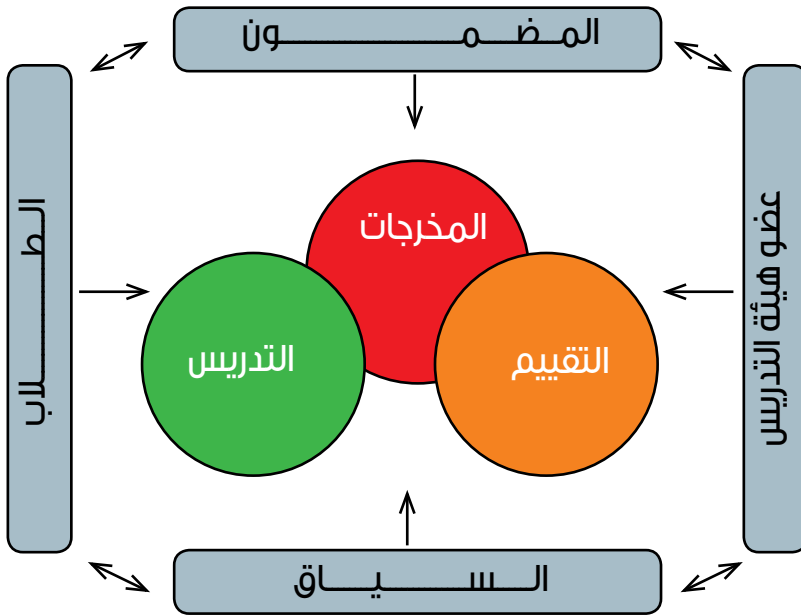 المضمون
عضو هيئة التدريس
الطلاب
المخرجات
التدريس
التقييم
السياق